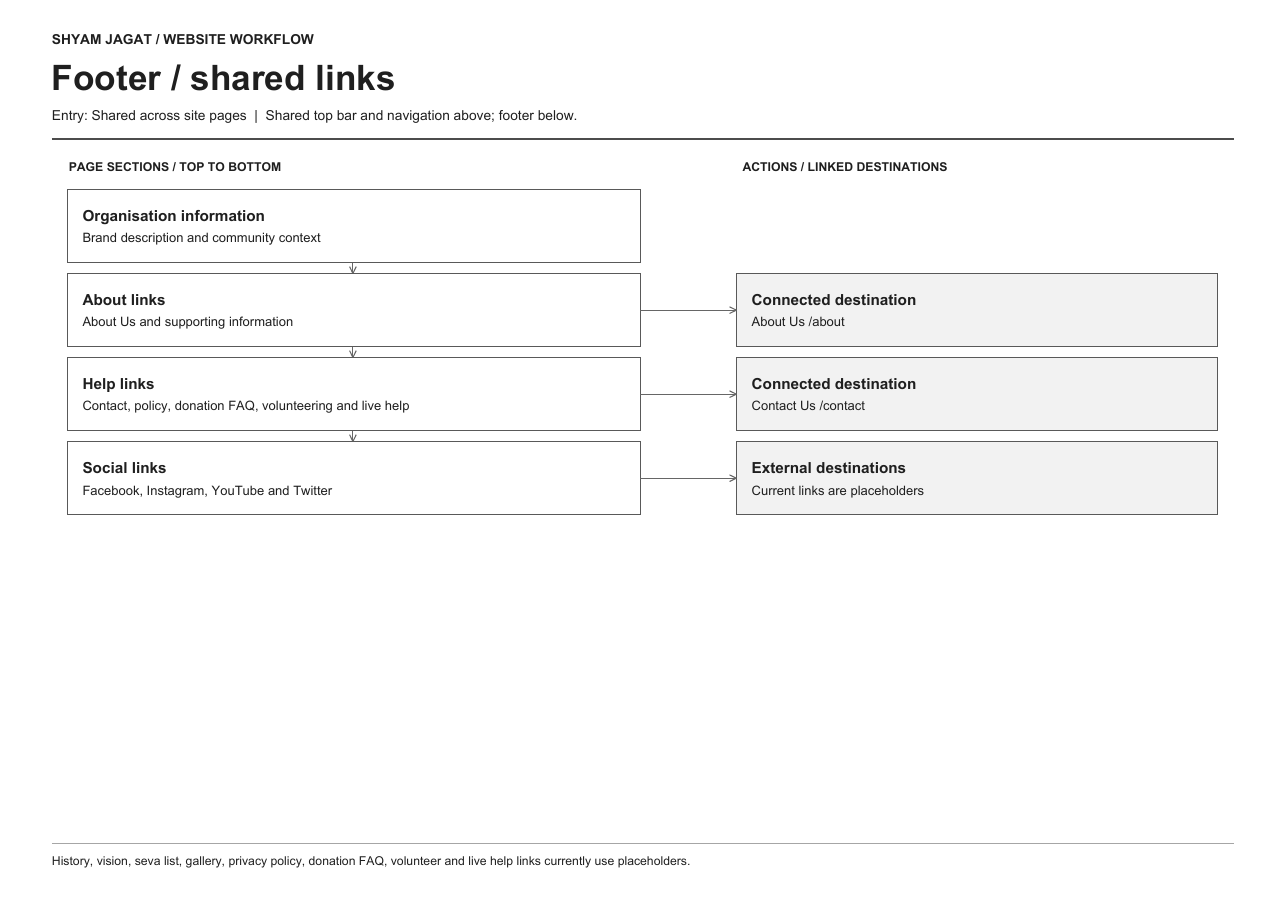 SHYAM JAGAT / WEBSITE WORKFLOW
Footer / shared links
Entry: Shared across site pages | Shared top bar and navigation above; footer below.
PAGE SECTIONS / TOP TO BOTTOM
ACTIONS / LINKED DESTINATIONS
Organisation information
Brand description and community context
About links
About Us and supporting information
Connected destination
About Us /about
Help links
Contact, policy, donation FAQ, volunteering and live help
Connected destination
Contact Us /contact
Social links
Facebook, Instagram, YouTube and Twitter
External destinations
Current links are placeholders
History, vision, seva list, gallery, privacy policy, donation FAQ, volunteer and live help links currently use placeholders.